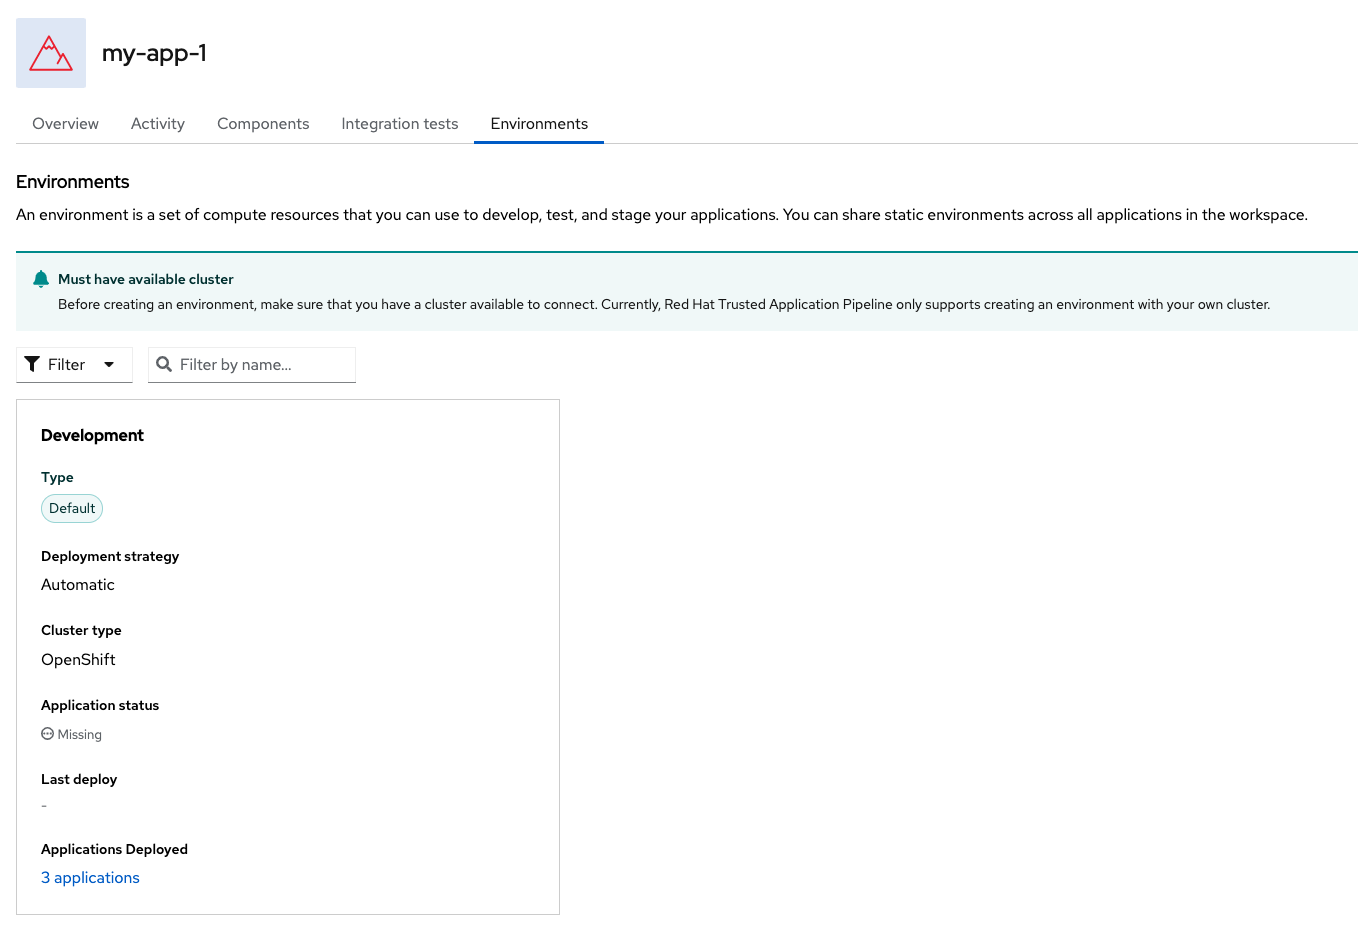 my-app-1
Overview Activity Components Integration tests Environments
Environments
An environment is a set of compute resources that you can use to develop, test, and stage your applications. You can share static environments across all applications in the workspace.
Must have available cluster
Before creating an environment, make sure that you have a cluster available to connect. Currently, Red Hat Trusted Application Pipeline only supports creating an environment with your own cluster.
Filter Filter by name...
Development
Type
Default
Deployment strategy
Automatic
Cluster type
OpenShift
Application status
Missing
Last deploy
-
Applications Deployed
3 applications